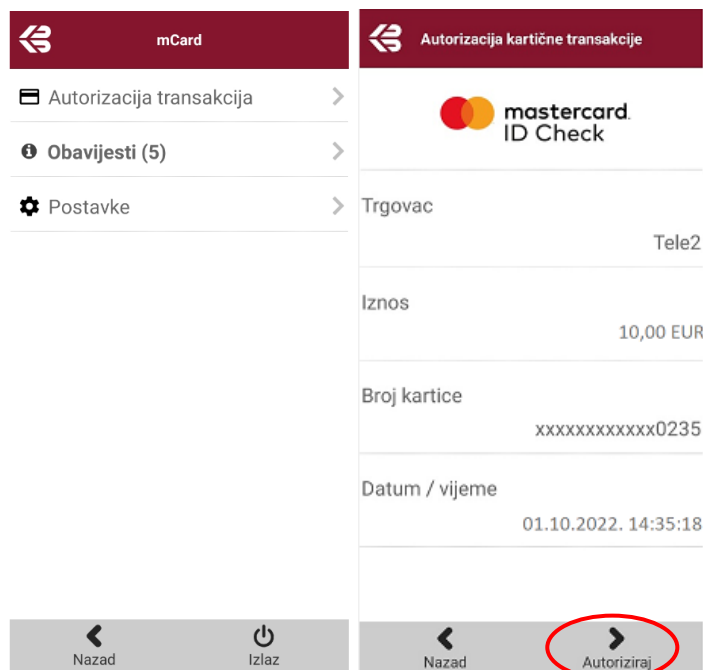 mCard
Autorizacija transakcija
Obavijesti (5)
Postavke
Nazad
Izlaz
Autorizacija kartične transakcije
mastercard.
ID Check
Trgovac
Tele2
Iznos
10,00 EUR
Broj kartice
xxxxxxxxxxxx0235
Datum / vijeme
01.10.2022. 14:35:18
Nazad
Autoriziraj